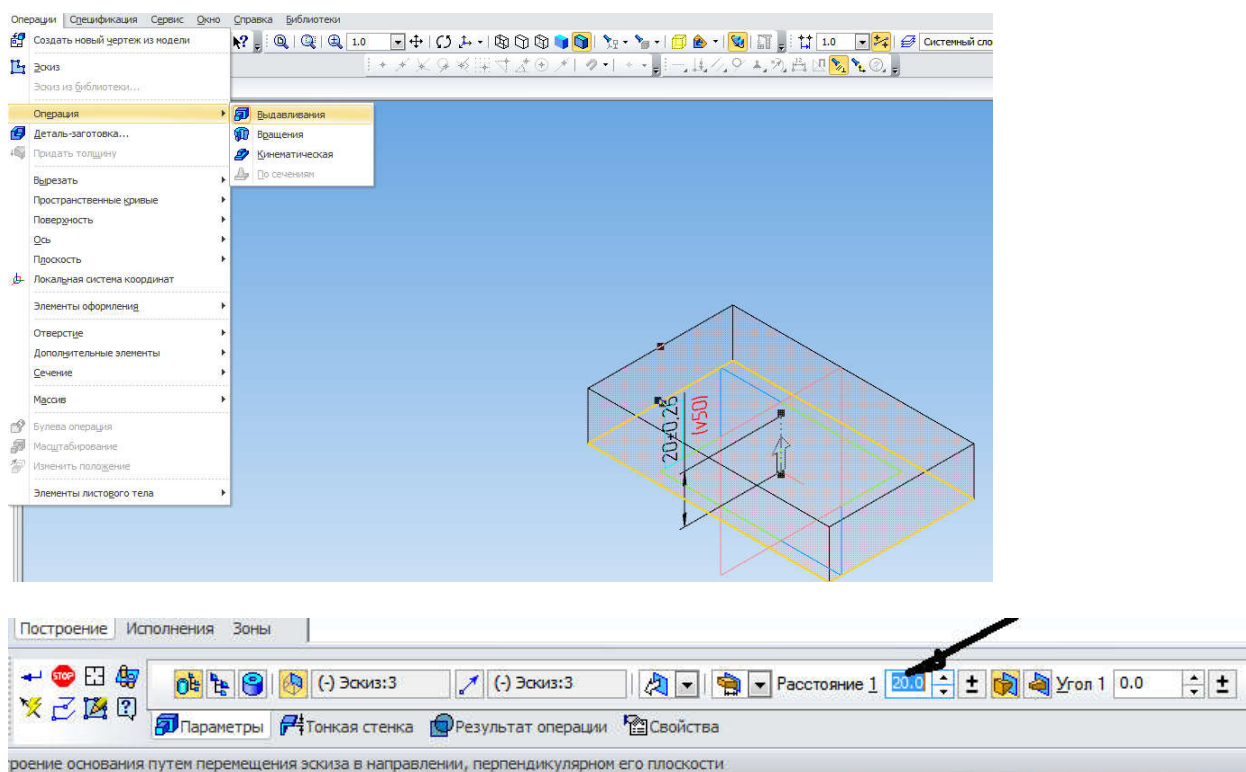 Операции Спецификация Сервис Окно Справка Библиотеки
Создать новый чертеж из модели
1.0 1.0 Системный сло
Эскиз
Эскиз из библиотеки...
Операция
Выдавливания
Деталь-заготовка...
Вращения
Придать толщину
Кинематическая
По сечениям
Вырезать
Пространственные кривые
Поверхность
Ось
Плоскость
Локальная система координат
Элементы оформления
Отверстие
Дополнительные элементы
Сечение
Массив
Булева операция
Масштабирование
Изменить положение
Элементы листового тела
20±0,26
(v50)
Построение Исполнения Зоны
STOP (-) Эскиз:3 (-) Эскиз:3 Расстояние 1 20.0 Угол 1 0.0
Параметры Тонкая стенка Результат операции Свойства
роение основания путем перемещения эскиза в направлении, перпендикулярном его плоскости